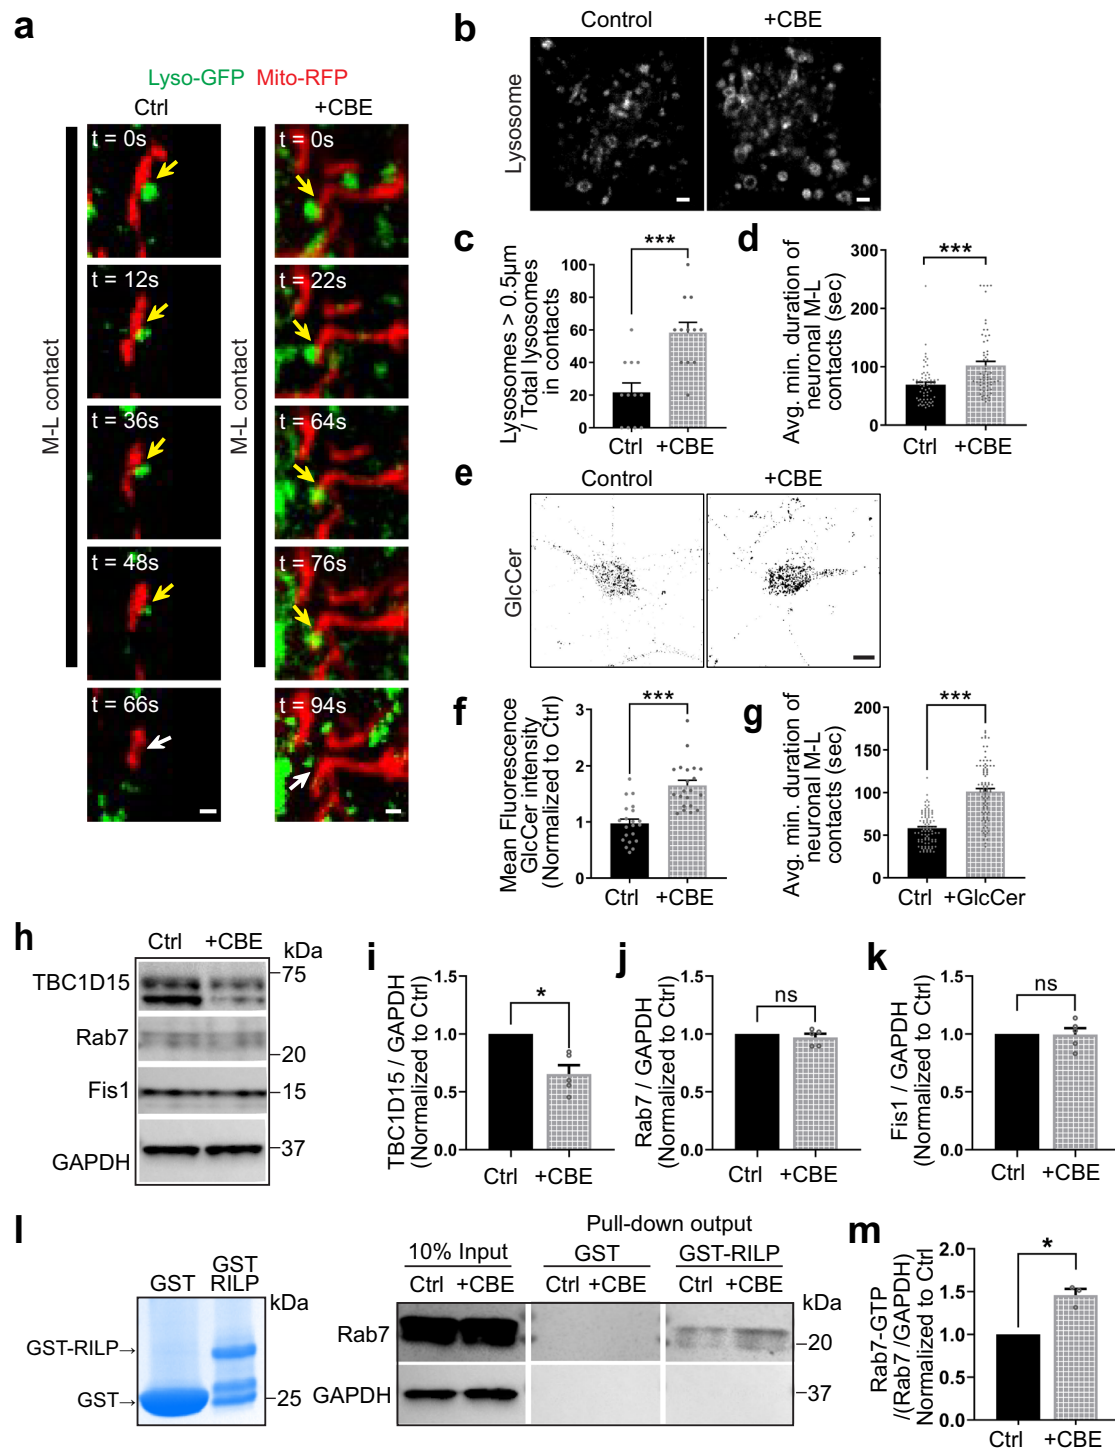 a
Lyso-GFP Mito-RFP
Ctrl
+CBE
M-L contact
t = 0s
t = 12s
t = 36s
t = 48s
t = 66s
M-L contact
t = 0s
t = 22s
t = 64s
t = 76s
t = 94s
b
Control
+CBE
Lysosome
c
Lysosomes > 0.5µm
/ Total lysosomes
in contacts
100
80
60
40
20
0
***
Ctrl +CBE
d
Avg. min. duration of
neuronal M-L
contacts (sec)
300
200
100
0
***
Ctrl +CBE
e
Control
+CBE
GlcCer
f
Mean Fluorescence
GlcCer intensity
(Normalized to Ctrl)
3
2
1
0
***
Ctrl +CBE
g
Avg. min. duration of
neuronal M-L
contacts (sec)
200
150
100
50
0
***
Ctrl +GlcCer
h
Ctrl +CBE
kDa
TBC1D15
75
Rab7
20
Fis1
15
GAPDH
37
i
TBC1D15 / GAPDH
(Normalized to Ctrl)
1.5
1.0
0.5
0.0
*
Ctrl +CBE
j
Rab7 / GAPDH
(Normalized to Ctrl)
1.5
1.0
0.5
0.0
ns
Ctrl +CBE
k
Fis1 / GAPDH
(Normalized to Ctrl)
1.5
1.0
0.5
0.0
ns
Ctrl +CBE
l
GST
GST
RILP
kDa
GST-RILP→
GST→
25
Pull-down output
10% Input
GST
GST-RILP
Ctrl +CBE
Ctrl +CBE
Ctrl +CBE
kDa
Rab7
20
GAPDH
37
m
Rab7-GTP
/(Rab7 /GAPDH)
Normalized to Ctrl
2.0
1.5
1.0
0.5
0.0
*
Ctrl +CBE